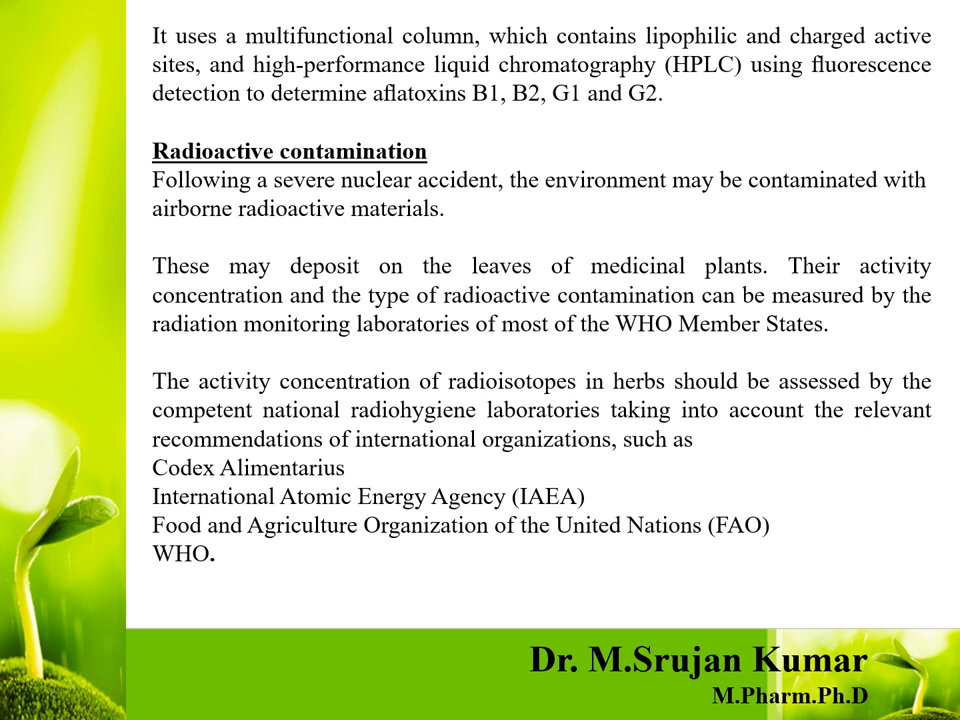 It uses a multifunctional column, which contains lipophilic and charged active
sites, and high-performance liquid chromatography (HPLC) using fluorescence
detection to determine aflatoxins B1, B2, G1 and G2.
Radioactive contamination
Following a severe nuclear accident, the environment may be contaminated with
airborne radioactive materials.
These may deposit on the leaves of medicinal plants. Their activity
concentration and the type of radioactive contamination can be measured by the
radiation monitoring laboratories of most of the WHO Member States.
The activity concentration of radioisotopes in herbs should be assessed by the
competent national radiohygiene laboratories taking into account the relevant
recommendations of international organizations, such as
Codex Alimentarius
International Atomic Energy Agency (IAEA)
Food and Agriculture Organization of the United Nations (FAO)
WHO.
Dr. M.Srujan Kumar
M.Pharm.Ph.D